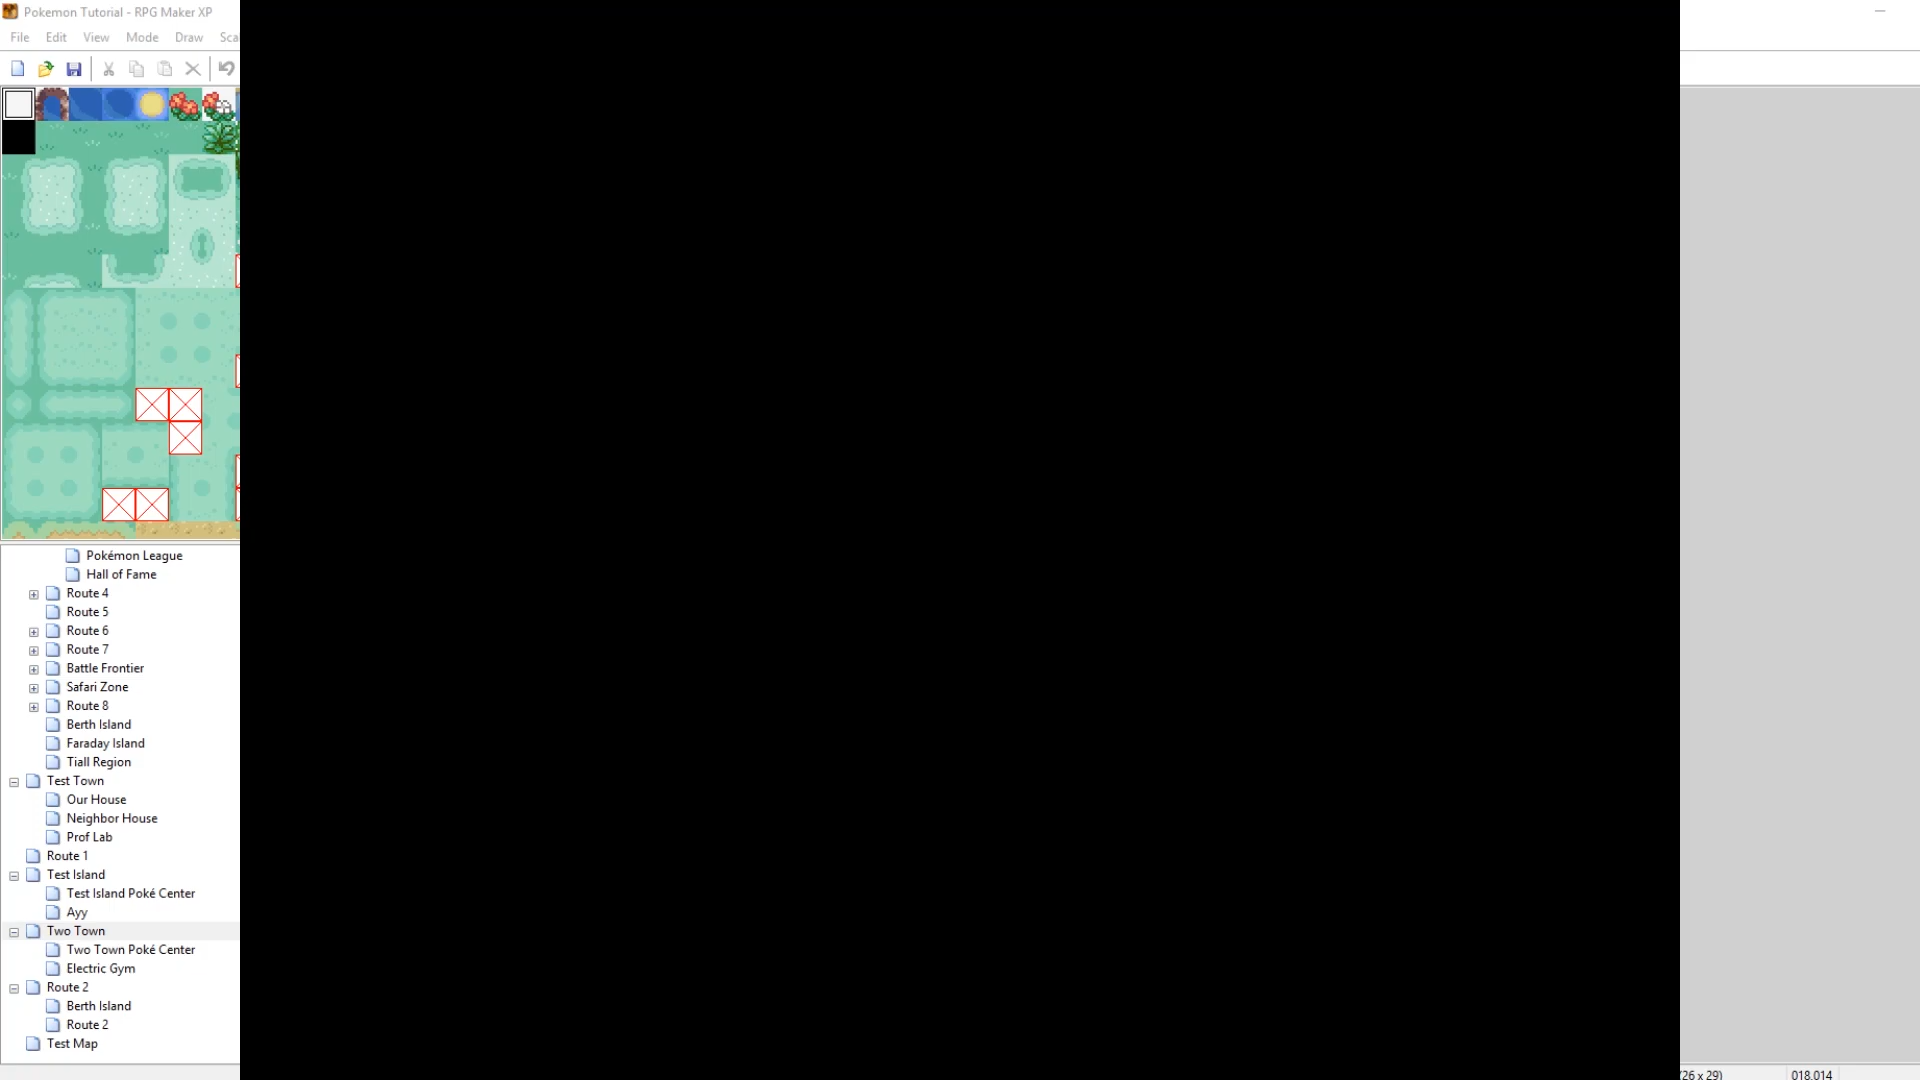 Pokemon Tutorial - RPG Maker XP
File Edit View Mode Draw
Pokémon League
Hall of Fame
Route 4
Route 5
Route 6
Route 7
Battle Frontier
Safari Zone
Route 8
Berth Island
Faraday Island
Tiall Region
Test Town
Our House
Neighbor House
Prof Lab
Route 1
Test Island
Test Island Poké Center
Ayy
Two Town
Two Town Poké Center
Electric Gym
Route 2
Berth Island
Route 2
Test Map
(26 x 29) 018.014